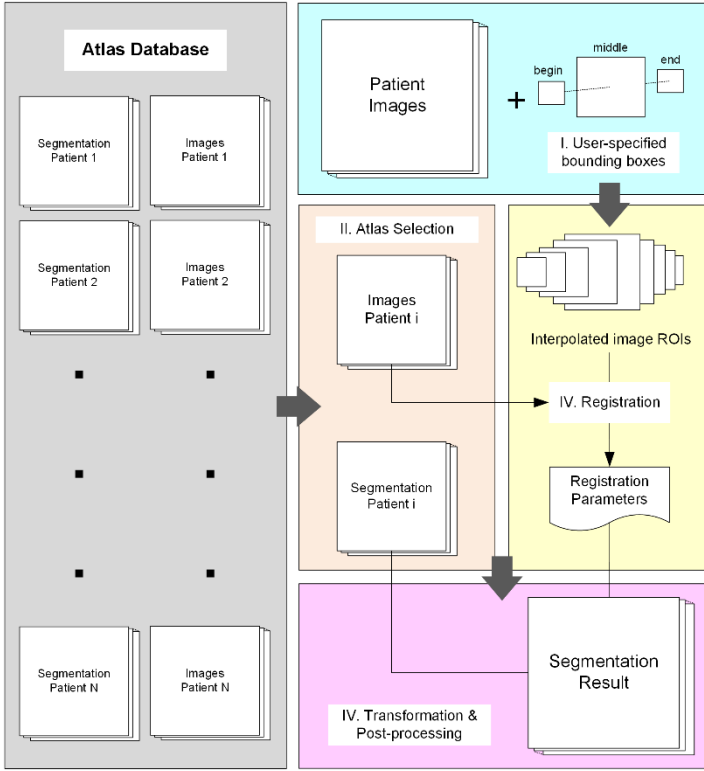 Atlas Database
Segmentation
Patient 1
Images
Patient 1
Segmentation
Patient 2
Images
Patient 2
Segmentation
Patient N
Images
Patient N
Patient
Images
+
begin
middle
end
I. User-specified
bounding boxes
II. Atlas Selection
Images
Patient i
Segmentation
Patient i
Interpolated image ROIs
IV. Registration
Registration
Parameters
IV. Transformation &
Post-processing
Segmentation
Result